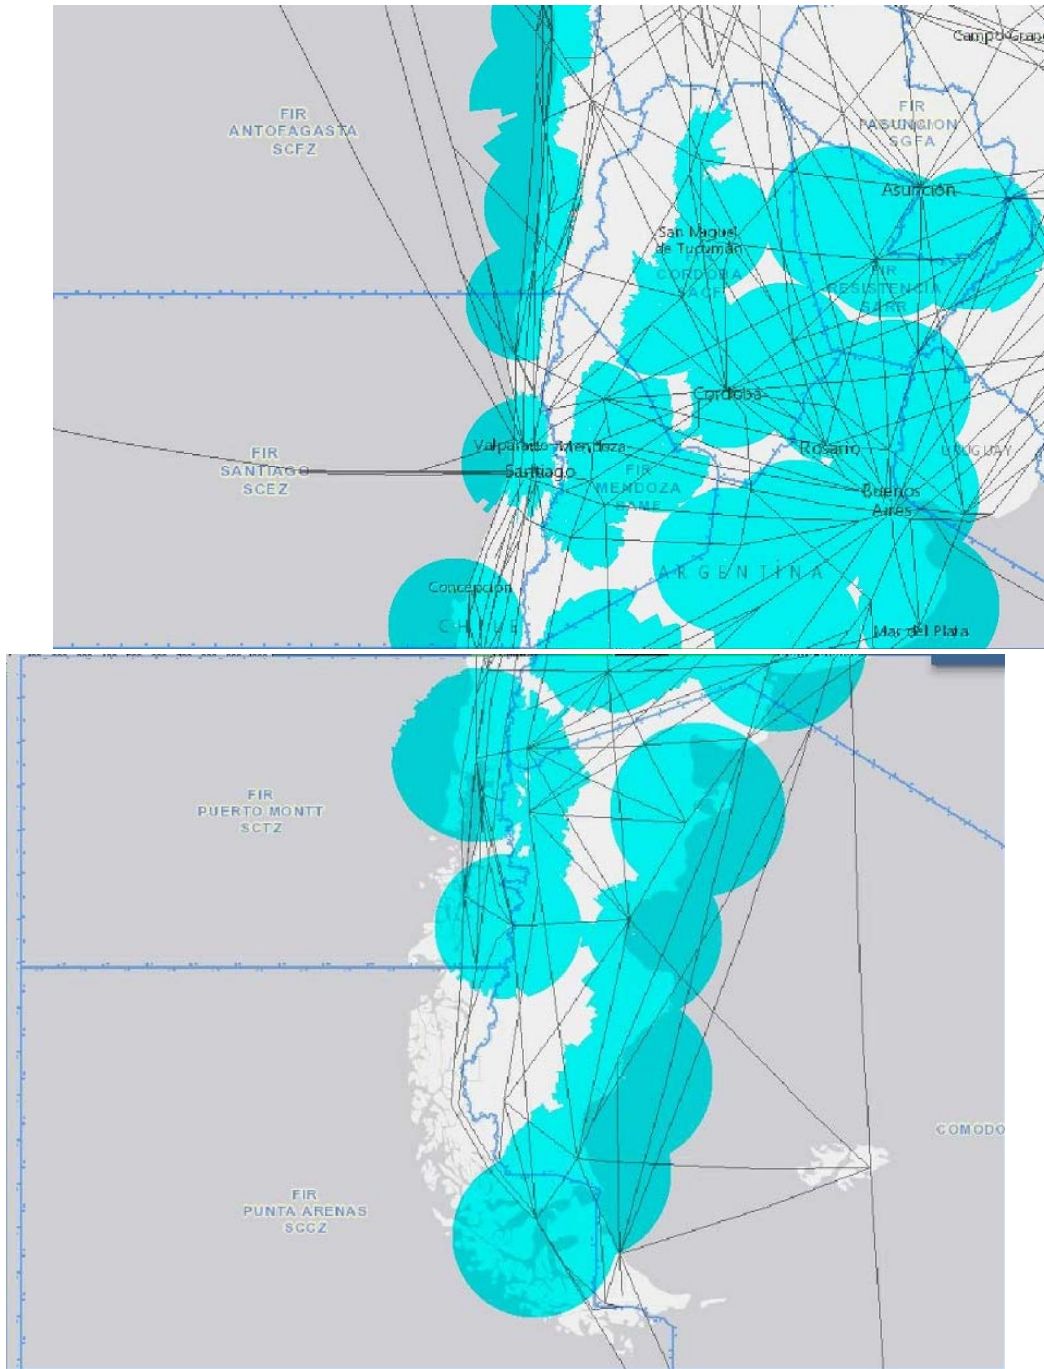 Campo Grand
FIR
ANTOFAGASTA
SCFZ
FIR
ASUNCION
SGFA
Asunción
San Miguel
de Tucumán
CORDOBA
SACF
FIR
RESISTENCIA
SARR
Cordoba
Valparaíso
Mendoza
Rosario
URUGUAY
FIR
SANTIAGO
SCEZ
Santiago
FIR
MENDOZA
SAME
Buenos
Aires
ARGENTINA
Concepción
CHILE
Mar del Plata
FIR
PUERTO MONTT
SCTZ
COMODO
FIR
PUNTA ARENAS
SCCZ